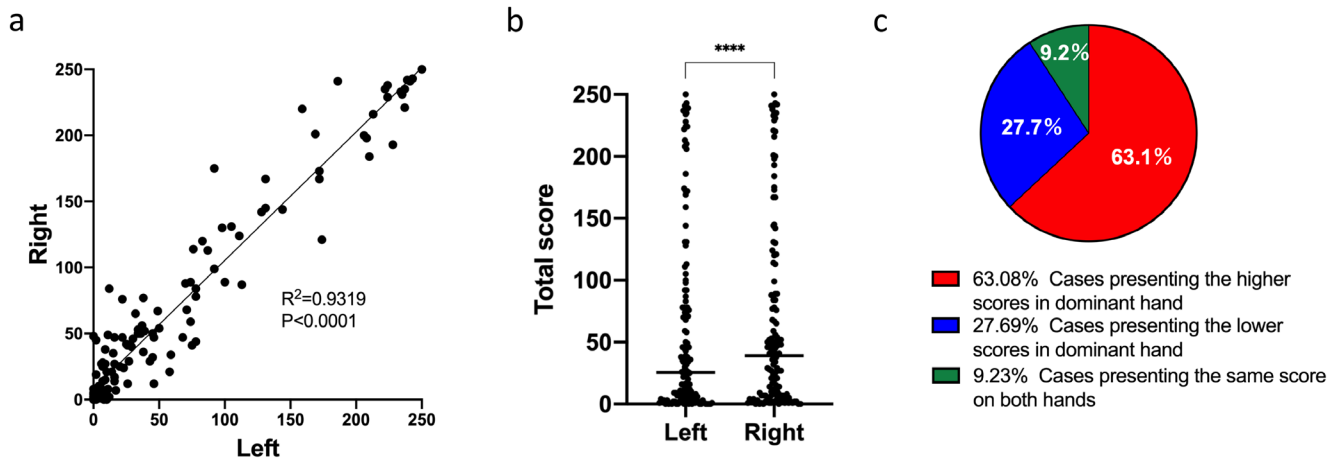 a
250
200
150
100
50
0
Right
0 50 100 150 200 250
Left
R²=0.9319
P<0.0001
b
****
250
200
150
100
50
0
Total score
Left Right
c
9.2%
27.7%
63.1%
63.08% Cases presenting the higher
scores in dominant hand
27.69% Cases presenting the lower
scores in dominant hand
9.23% Cases presenting the same score
on both hands